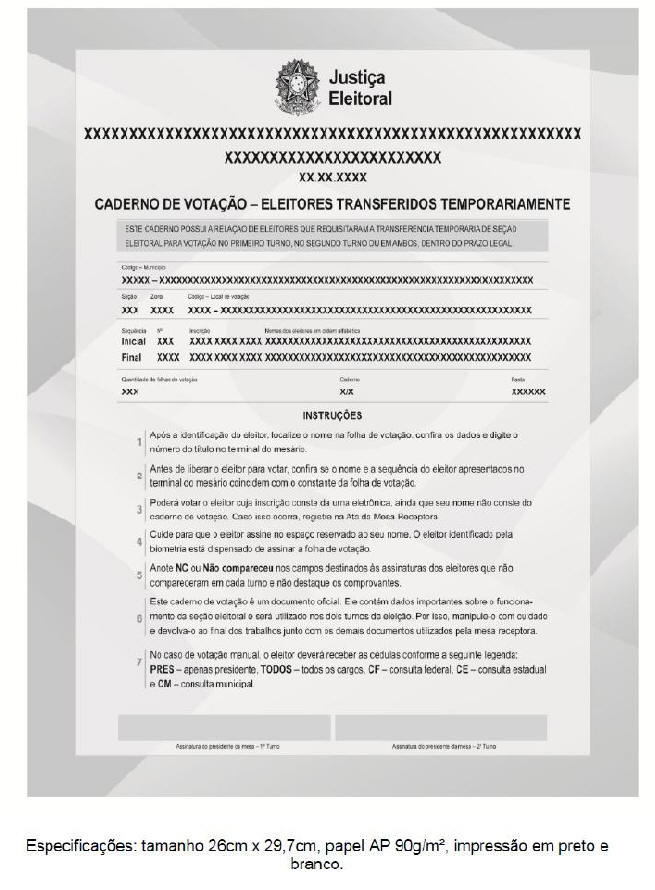 Justiça
Eleitoral
XXXXXXXXXXXXXXXXXXXXXXXXXXXXXXXXXXXXXXXXXXXXXXXXXX
XXXXXXXXXXXXXXXXXXXXXXXX
XX.XX.XXXX
CADERNO DE VOTAÇÃO – ELEITORES TRANSFERIDOS TEMPORARIAMENTE
ESTE CADERNO POSSUI A RELAÇÃO DE ELEITORES QUE REQUISITARAM A TRANSFERÊNCIA TEMPORÁRIA DE SEÇÃO
ELEITORAL PARA VOTAÇÃO NO PRIMEIRO TURNO, NO SEGUNDO TURNO OU EM AMBOS, DENTRO DO PRAZO LEGAL.
Código – Município
XXXXX – XXXXXXXXXXXXXXXXXXXXXXXXXXXXXXXXXXXXXXXXXXXXXXXXXXXXXXXXXXXXXX
Seção Zona Código – Local de votação
XXX XXXX XXXX - XXXXXXXXXXXXXXXXXXXXXXXXXXXXXXXXXXXXXXXXXXXXXXXXXX
Sequência Nº Inscrição Nomes dos eleitores em ordem alfabética
Inicial XXX XXXX XXXX XXXX XXXXXXXXXXXXXXXXXXXXXXXXXXXXXXXXXXXXXXXXXX
Final XXXX XXXX XXXX XXXX XXXXXXXXXXXXXXXXXXXXXXXXXXXXXXXXXXXXXXXXXX
Quantidade de folhas de votação Caderno Pasta
XXX X/X XXXXXX
INSTRUÇÕES
1 Após a identificação do eleitor, localize o nome na folha de votação, confira os dados e digite o
número do título no terminal do mesário.
2 Antes de liberar o eleitor para votar, confira se o nome e a sequência do eleitor apresentados no
terminal do mesário coincidem com o constante da folha de votação.
3 Poderá votar o eleitor cuja inscrição conste da urna eletrônica, ainda que seu nome não conste do
caderno de votação. Caso isso ocorra, registre na Ata da Mesa Receptora.
4 Cuide para que o eleitor assine no espaço reservado ao seu nome. O eleitor identificado pela
biometria está dispensado de assinar a folha de votação.
5 Anote NC ou Não compareceu nos campos destinados às assinaturas dos eleitores que não
compareceram em cada turno e não destaque os comprovantes.
6 Este caderno de votação é um documento oficial. Ele contém dados importantes sobre o funciona-
mento da seção eleitoral e será utilizado nos dois turnos da eleição. Por isso, manipule-o com cuidado
e devolva-o ao final dos trabalhos junto com os demais documentos utilizados pela mesa receptora.
7 No caso de votação manual, o eleitor deverá receber as cédulas conforme a seguinte legenda:
PRES – apenas presidente, TODOS – todos os cargos, CF – consulta federal, CE – consulta estadual
e CM – consulta municipal.
Assinatura do presidente da mesa – 1º Turno
Assinatura do presidente da mesa – 2º Turno
Especificações: tamanho 26cm x 29,7cm, papel AP 90g/m², impressão em preto e
branco.